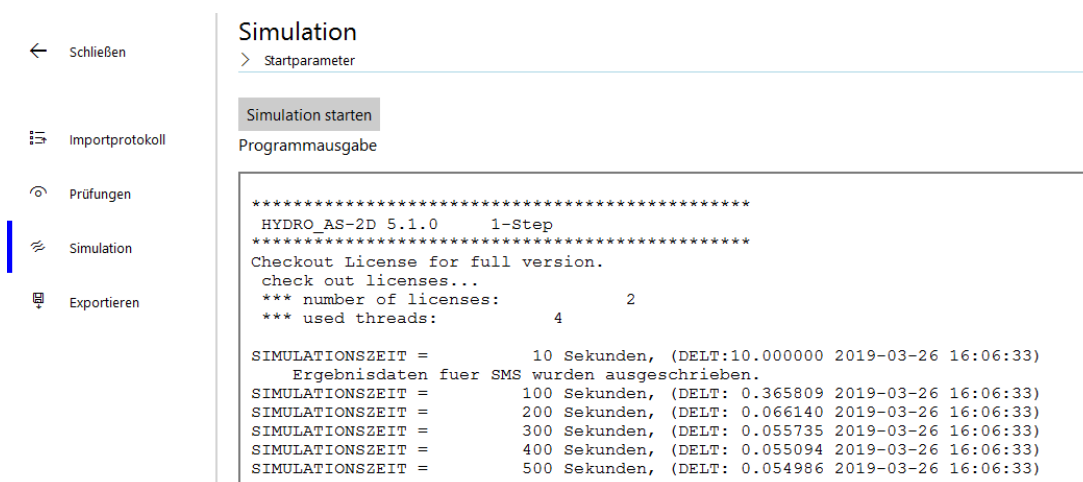 Schließen
Importprotokoll
Prüfungen
Simulation
Exportieren
Simulation
Startparameter
Simulation starten
Programmausgabe
************************************************
HYDRO_AS-2D 5.1.0 1-Step
************************************************
Checkout License for full version.
check out licenses...
*** number of licenses: 2
*** used threads: 4
SIMULATIONSZEIT = 10 Sekunden, (DELT:10.000000 2019-03-26 16:06:33)
Ergebnisdaten fuer SMS wurden ausgeschrieben.
SIMULATIONSZEIT = 100 Sekunden, (DELT: 0.365809 2019-03-26 16:06:33)
SIMULATIONSZEIT = 200 Sekunden, (DELT: 0.066140 2019-03-26 16:06:33)
SIMULATIONSZEIT = 300 Sekunden, (DELT: 0.055735 2019-03-26 16:06:33)
SIMULATIONSZEIT = 400 Sekunden, (DELT: 0.055094 2019-03-26 16:06:33)
SIMULATIONSZEIT = 500 Sekunden, (DELT: 0.054986 2019-03-26 16:06:33)